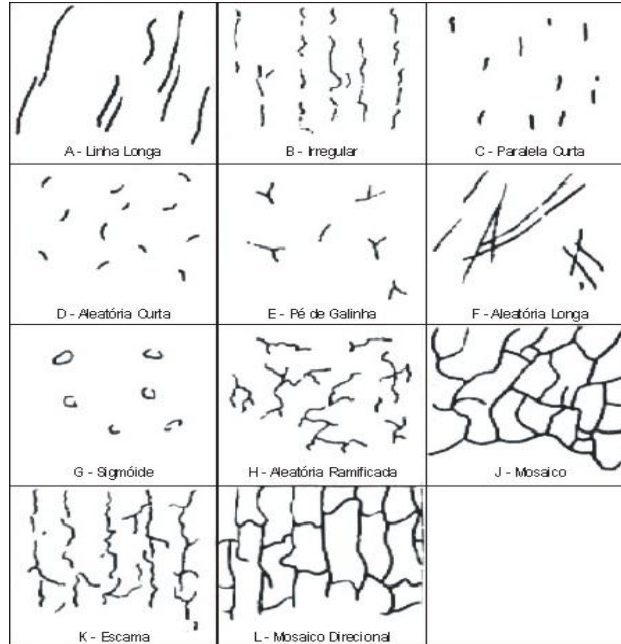 A - Linha Longa
B - Irregular
C - Paralela Curta
D - Aleatória Curta
E - Pé de Galinha
F - Aleatória Longa
G - Sigmóide
H - Aleatória Ramificada
J - Mosaico
K - Escama
L - Mosaico Direcional